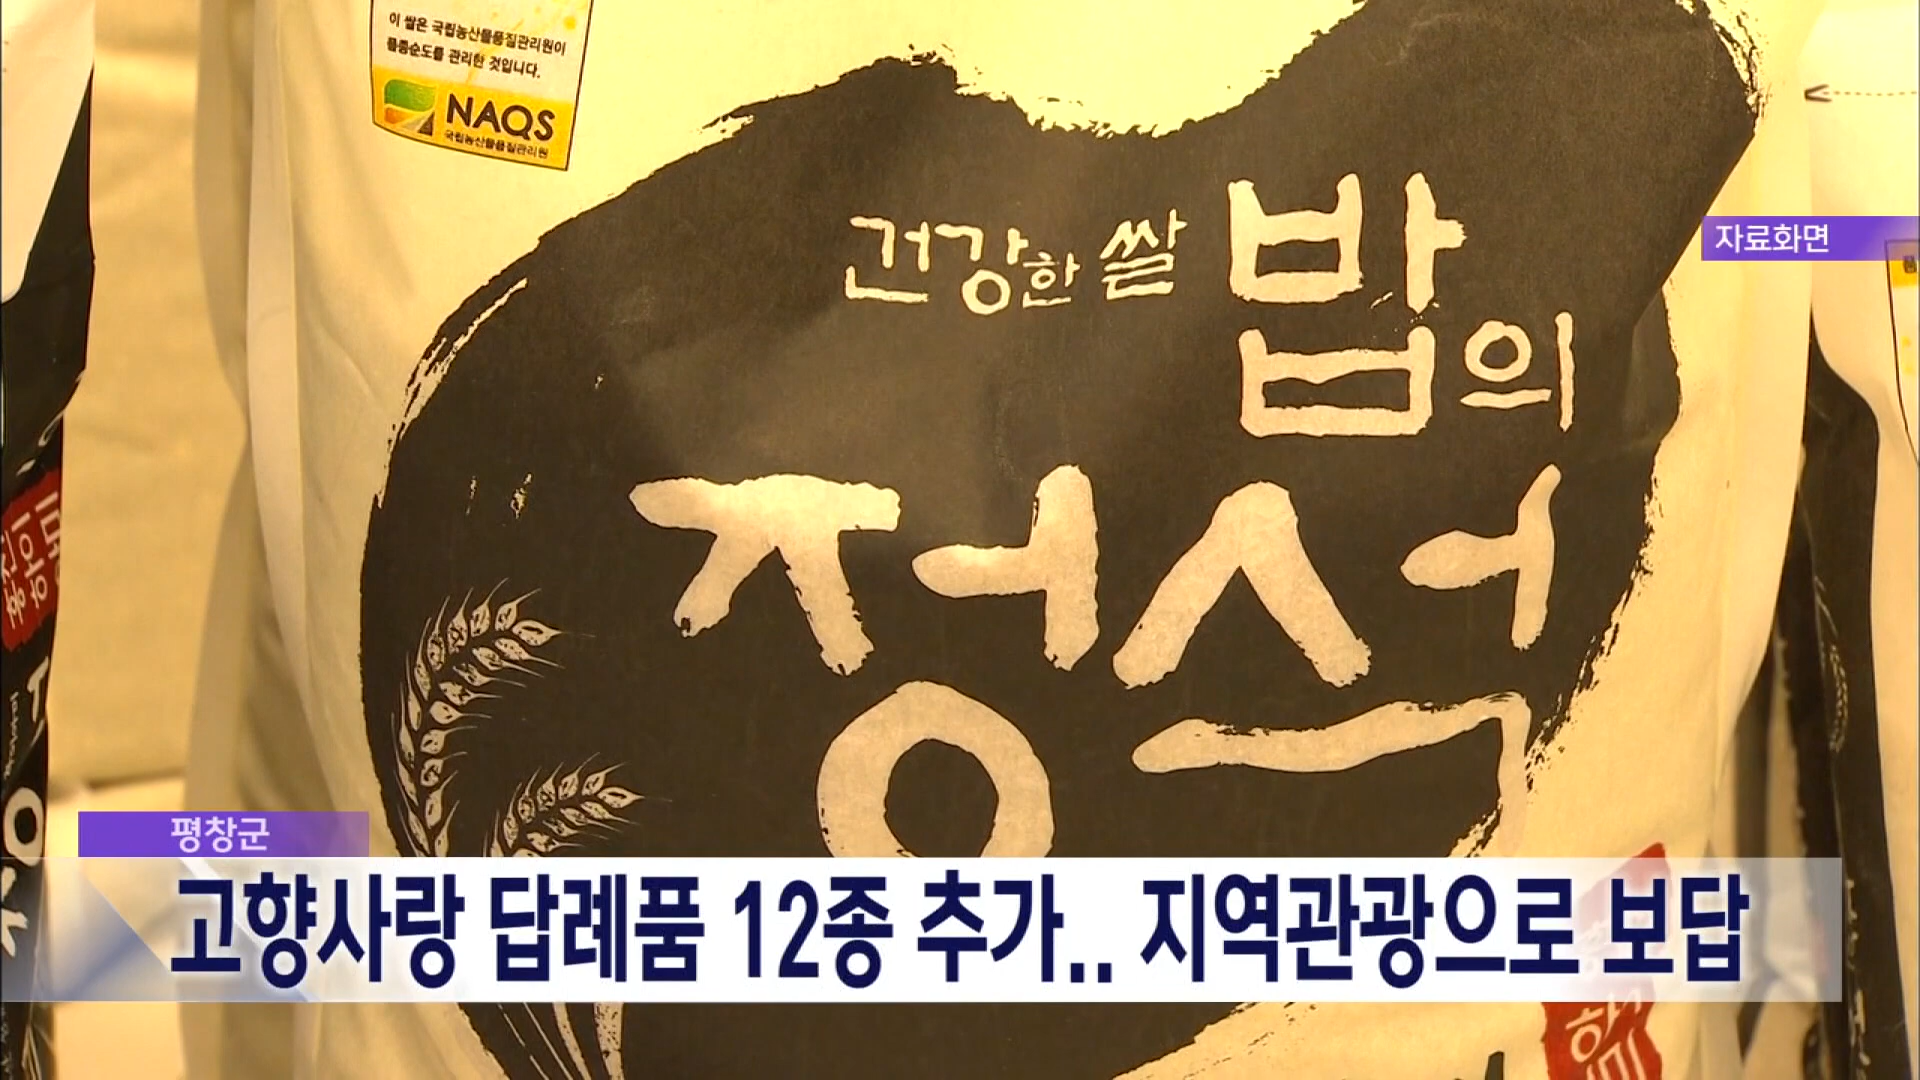 이 쌀은 국립농산물품질관리원이
품종순도를 관리한 것입니다.
NAQS
국립농산물품질관리원
건강한 쌀 밥의
정석
자료화면
평창군
고향사랑 답례품 12종 추가.. 지역관광으로 보답